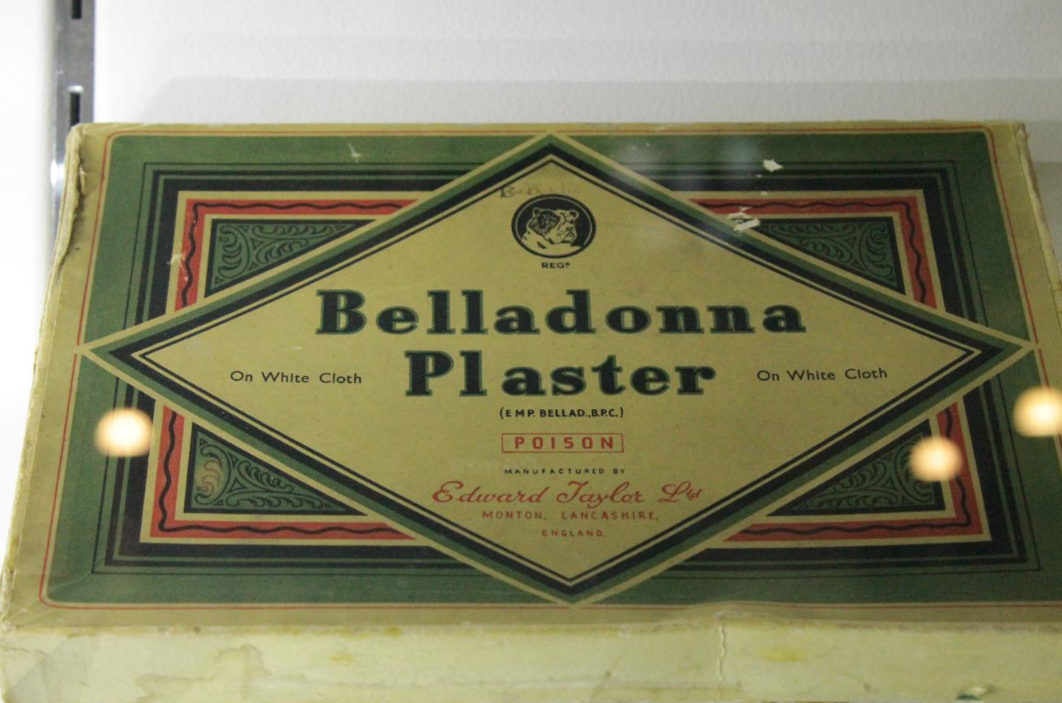 REGD
Belladonna
Plaster
On White Cloth
On White Cloth
(EMP. BELLAD., B.P.C.)
POISON
MANUFACTURED BY
Edward Taylor Ltd
MONTON, LANCASHIRE,
ENGLAND.